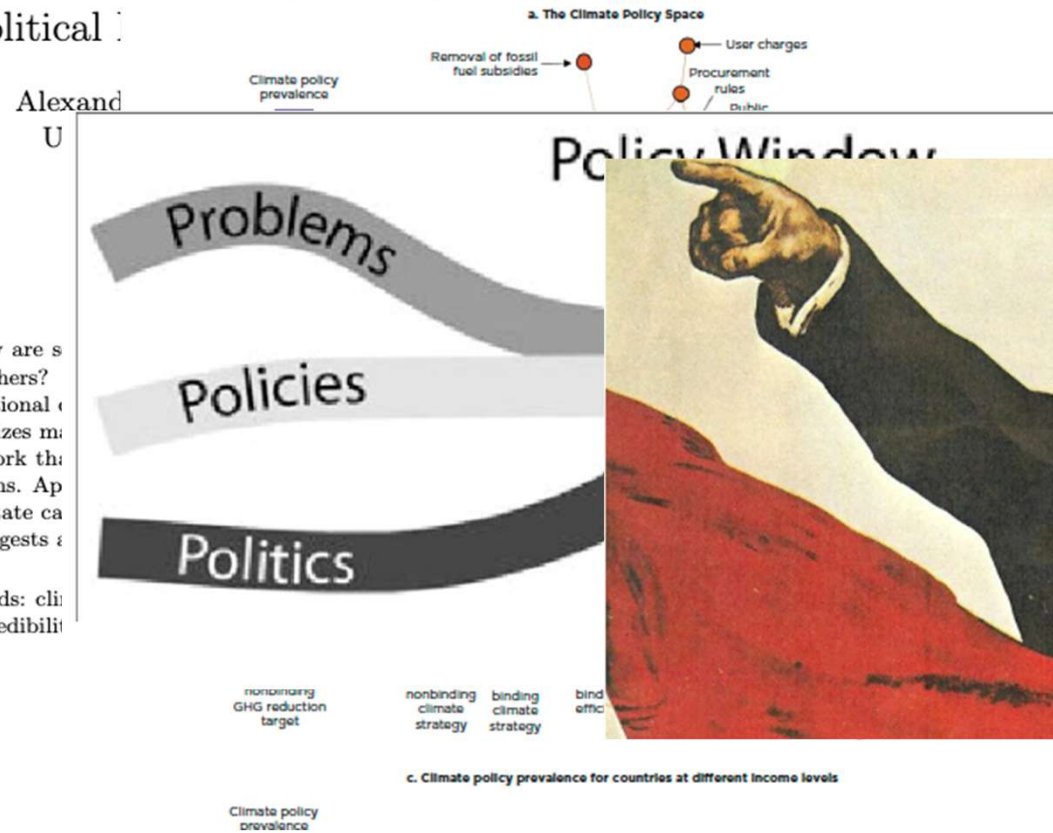 a. The Climate Policy Space
olitical
Removal of fossil
fuel subsidies
User charges
Procurement
rules
Public
Climate policy
prevalence
Alexand
U
Policy Window
Problems
Policies
Politics
y are s
hers?
tional
izes ma
ork tha
ns. Ap
ate ca
gests a
ds: cli
edibilit
nonbinding
GHG reduction
target
nonbinding
climate
strategy
binding
climate
strategy
bind
effic
c. Climate policy prevalence for countries at different income levels
Climate policy
prevalence